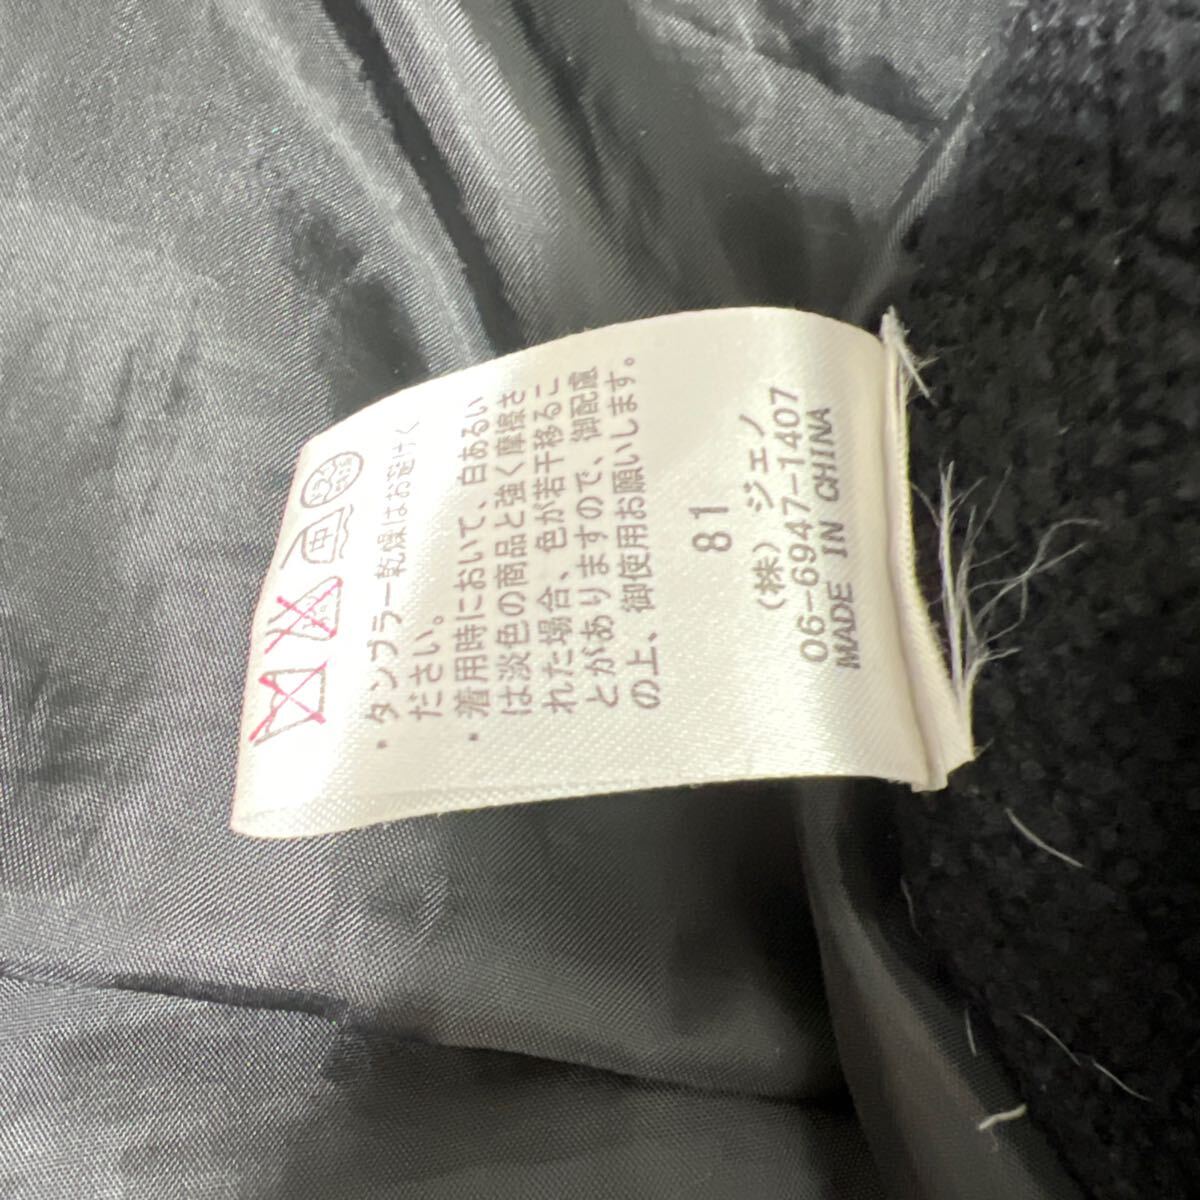 ・タンブラー乾燥はお避けく
ださい。
・着用時において、白あるい
は淡色の商品と強く摩擦さ
れた場合、色が若干移るこ
とがありますので、御配慮
の上、御使用お願いします。
81
(株) ジェノ
06-6947-1407
MADE IN CHINA